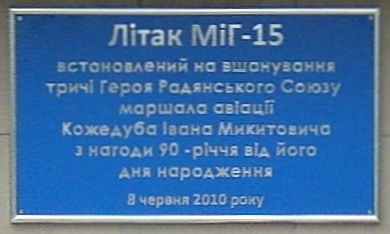 Літак МіГ-15
встановлений на вшанування
тричі Героя Радянського Союзу
маршала авіації
Кожедуба Івана Микитовича
з нагоди 90 -річчя від його
дня народження
8 червня 2010 року